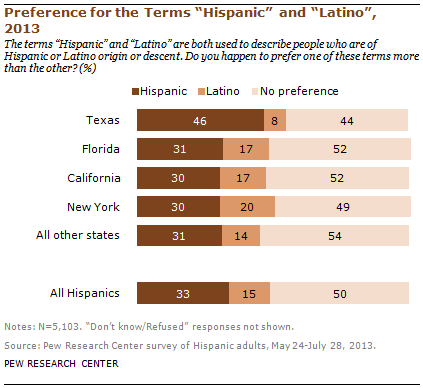 Preference for the Terms “Hispanic” and “Latino”,
2013
The terms “Hispanic” and “Latino” are both used to describe people who are of
Hispanic or Latino origin or descent. Do you happen to prefer one of these terms more
than the other? (%)
Hispanic Latino No preference
Texas 46 8 44
Florida 31 17 52
California 30 17 52
New York 30 20 49
All other states 31 14 54
All Hispanics 33 15 50
Notes: N=5,103. “Don’t know/Refused” responses not shown.
Source: Pew Research Center survey of Hispanic adults, May 24-July 28, 2013.
PEW RESEARCH CENTER